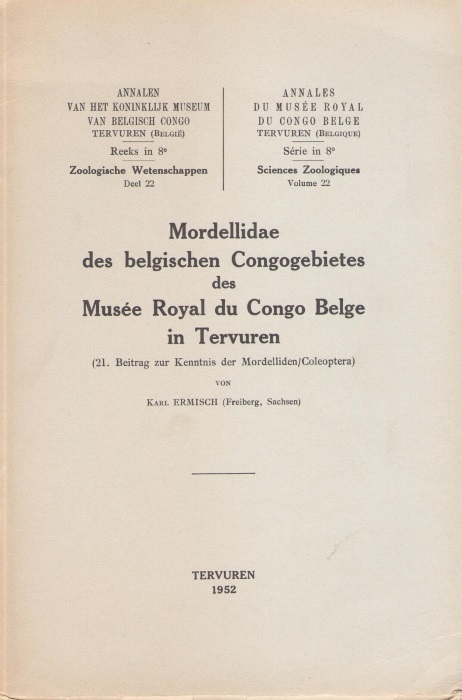 ANNALEN
VAN HET KONINKLIJK MUSEUM
VAN BELGISCH CONGO
TERVUREN (BELGIË)
Reeks in 8°
Zoologische Wetenschappen
Deel 22
ANNALES
DU MUSÉE ROYAL
DU CONGO BELGE
TERVUREN (BELGIQUE)
Série in 8°
Sciences Zoologiques
Volume 22
Mordellidae
des belgischen Congogebietes
des
Musée Royal du Congo Belge
in Tervuren
(21. Beitrag zur Kenntnis der Mordelliden/Coleoptera)
VON
KARL ERMISCH (Freiberg, Sachsen)
TERVUREN
1952